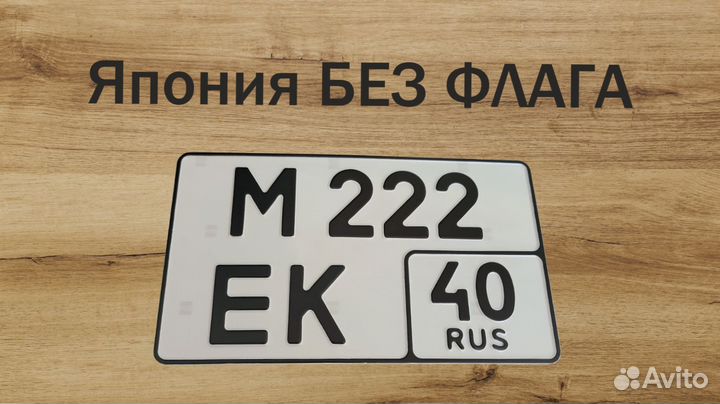 Япония БЕЗ ФЛАГА
М 222
ЕК 40
RUS
Avito